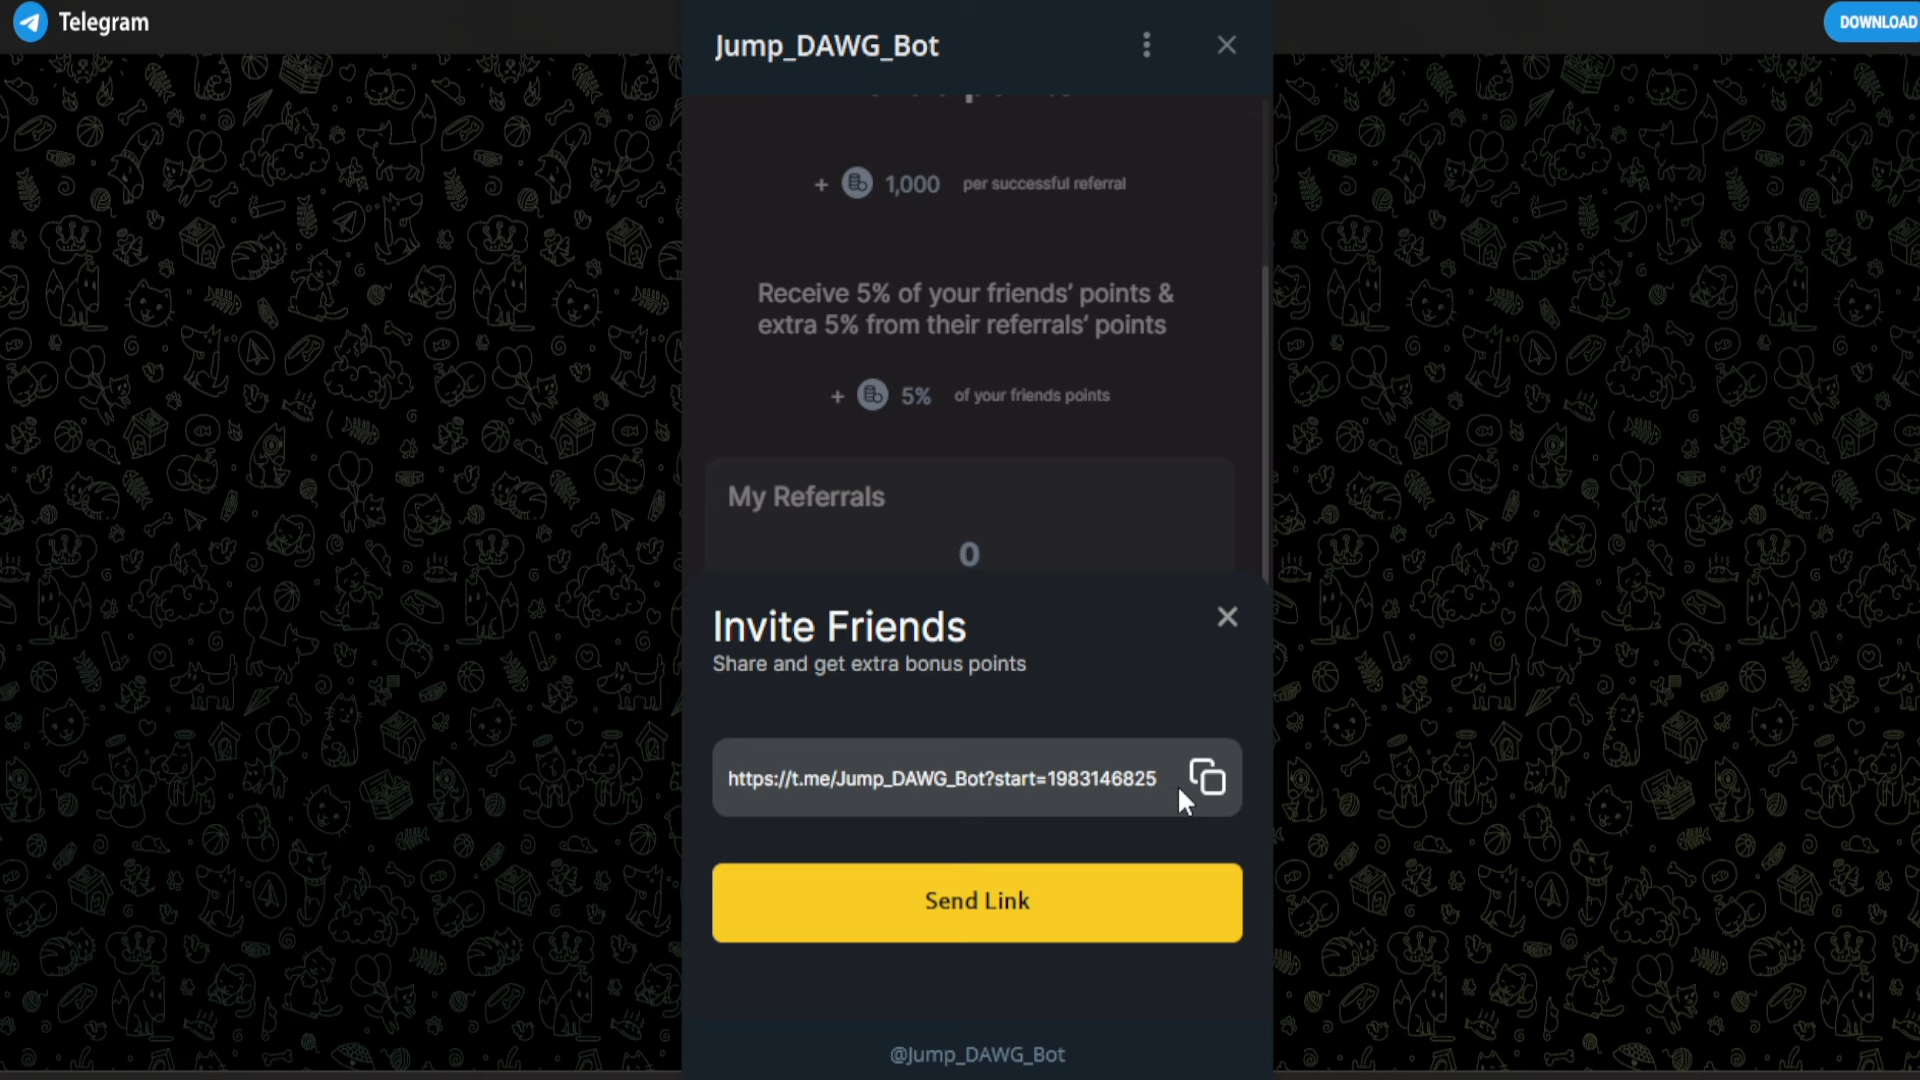 Telegram
DOWNLOAD
Jump_DAWG_Bot
+ 1,000 per successful referral
Receive 5% of your friends’ points &
extra 5% from their referrals’ points
+ 5% of your friends points
My Referrals
0
Invite Friends
Share and get extra bonus points
https://t.me/Jump_DAWG_Bot?start=1983146825
Send Link
@Jump_DAWG_Bot